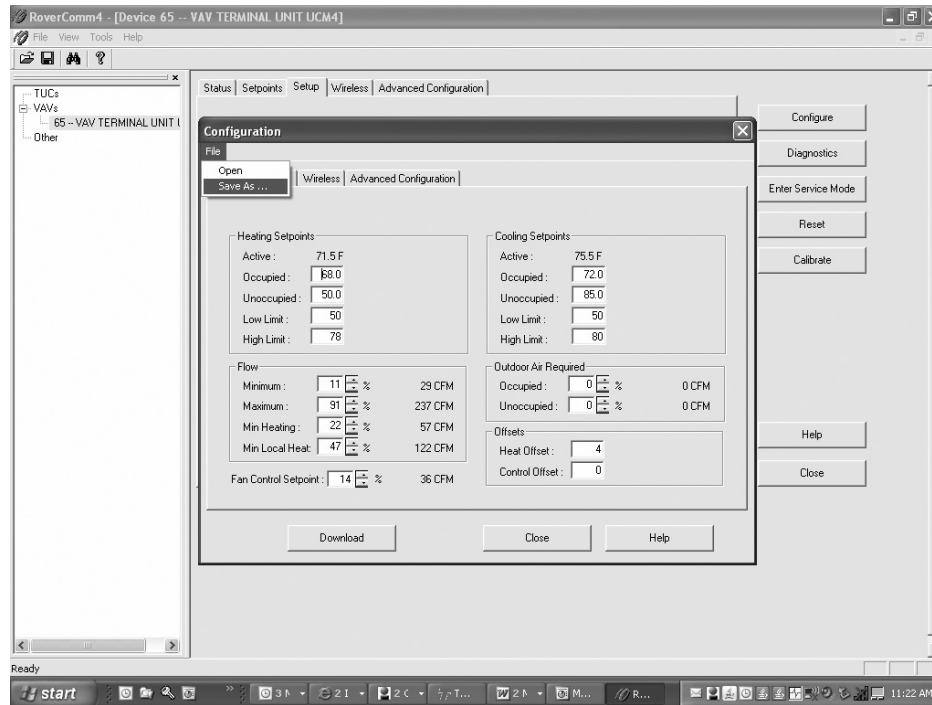 RoverComm4 - [Device 65 -- VAV TERMINAL UNIT UCM4]
File View Tools Help
TUCs
VAVs
65 -- VAV TERMINAL UNIT
Other
Status Setpoints Setup Wireless Advanced Configuration
Configure
Diagnostics
Enter Service Mode
Reset
Calibrate
Help
Close
Configuration
File
Open
Save As ...
Wireless Advanced Configuration
Heating Setpoints
Active : 71.5 F
Occupied : 68.0
Unoccupied : 50.0
Low Limit : 50
High Limit : 78
Cooling Setpoints
Active : 75.5 F
Occupied : 72.0
Unoccupied : 85.0
Low Limit : 50
High Limit : 80
Flow
Minimum : 11 % 29 CFM
Maximum : 91 % 237 CFM
Min Heating : 22 % 57 CFM
Min Local Heat: 47 % 122 CFM
Fan Control Setpoint : 14 % 36 CFM
Outdoor Air Required
Occupied : 0 % 0 CFM
Unoccupied : 0 % 0 CFM
Offsets
Heat Offset : 4
Control Offset : 0
Download Close Help
Ready
start 3 N 2 I 2 C T... 2 N M... R... 11:22 AM